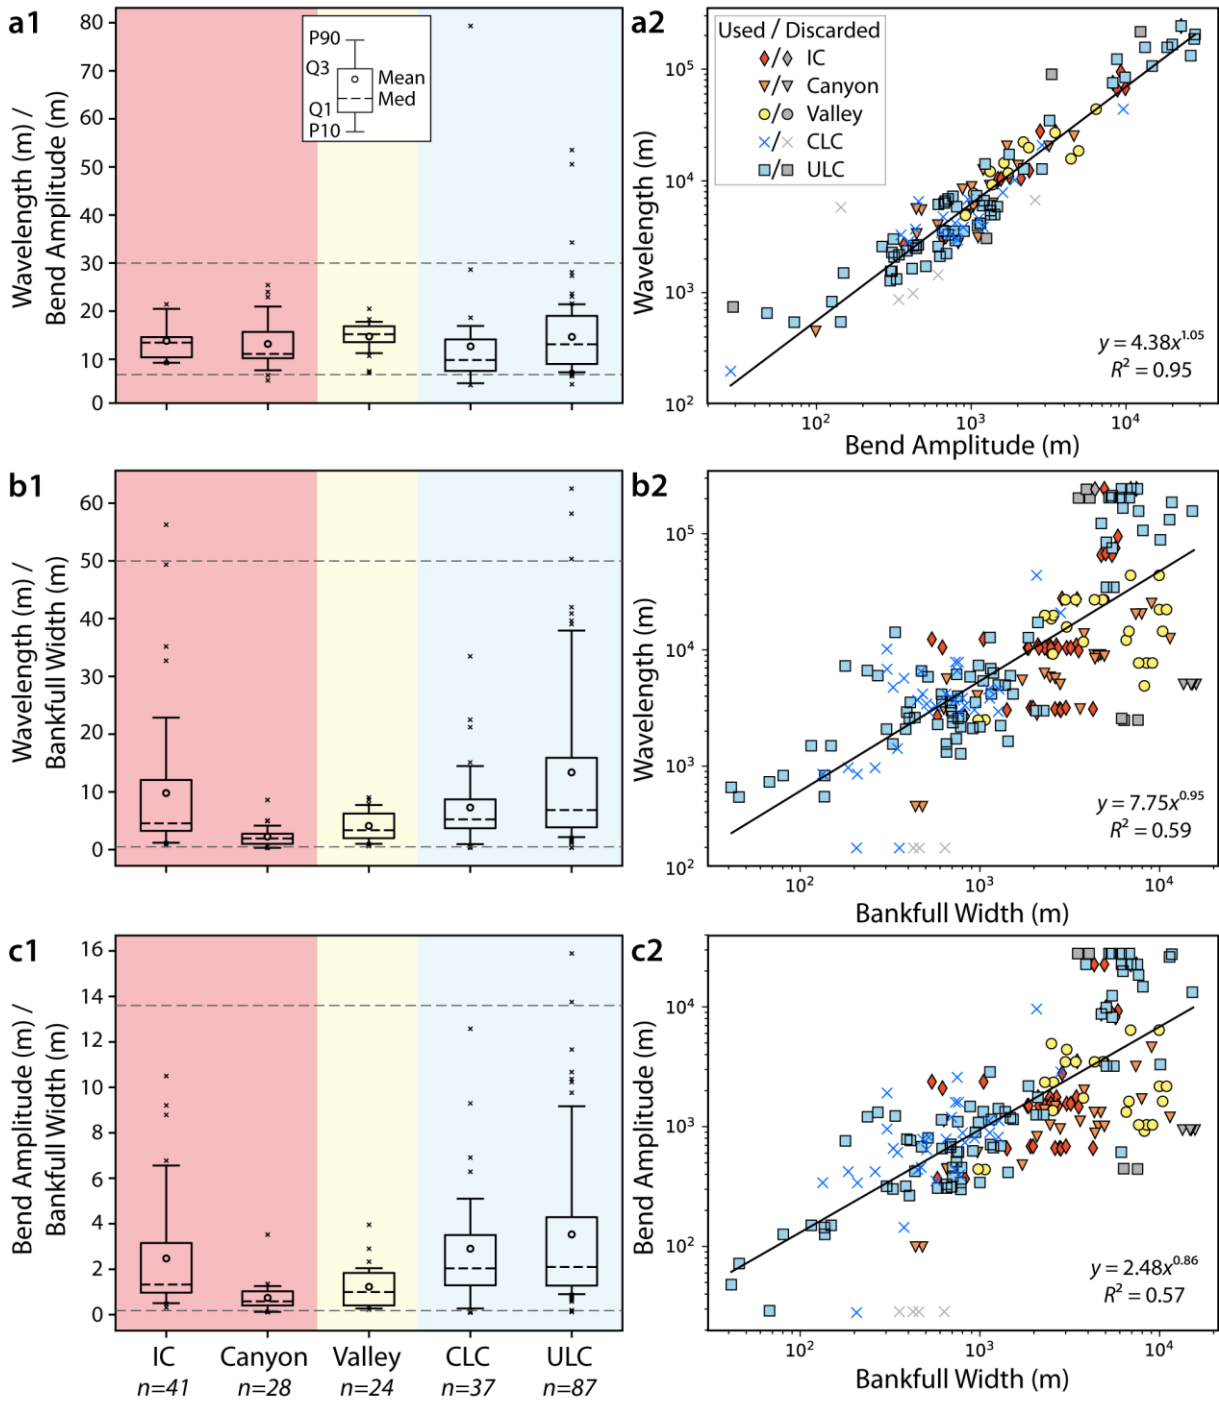 a1
Wavelength (m) /
Bend Amplitude (m)
80
70
60
50
40
30
20
10
0
P90
Q3
Mean
Med
Q1
P10
a2
Wavelength (m)
10^5
10^4
10^3
10^2
Used / Discarded
/ IC
/ Canyon
/ Valley
/ CLC
/ ULC
y = 4.38x^1.05
R^2 = 0.95
10^2 10^3 10^4
Bend Amplitude (m)
b1
Wavelength (m) /
Bankfull Width (m)
60
50
40
30
20
10
0
b2
Wavelength (m)
10^5
10^4
10^3
10^2
y = 7.75x^0.95
R^2 = 0.59
10^2 10^3 10^4
Bankfull Width (m)
c1
Bend Amplitude (m) /
Bankfull Width (m)
16
14
12
10
8
6
4
2
0
IC Canyon Valley CLC ULC
n=41 n=28 n=24 n=37 n=87
c2
Bend Amplitude (m)
10^4
10^3
10^2
y = 2.48x^0.86
R^2 = 0.57
10^2 10^3 10^4
Bankfull Width (m)